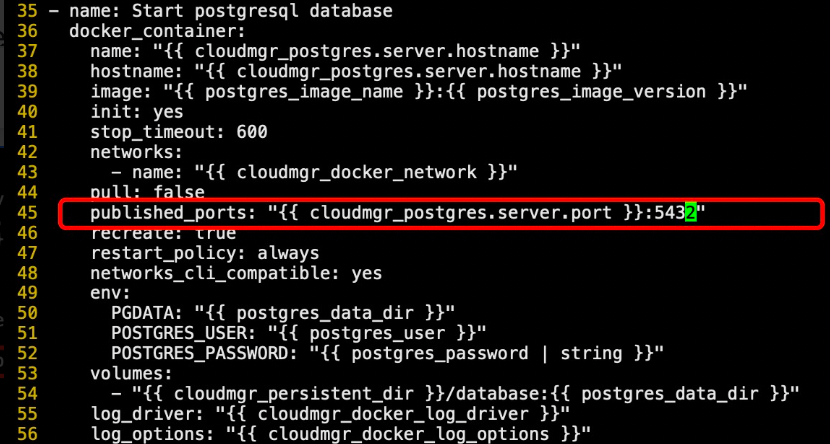 35 - name: Start postgresql database
36   docker_container:
37     name: "{{ cloudmgr_postgres.server.hostname }}"
38     hostname: "{{ cloudmgr_postgres.server.hostname }}"
39     image: "{{ postgres_image_name }}:{{ postgres_image_version }}"
40     init: yes
41     stop_timeout: 600
42     networks:
43       - name: "{{ cloudmgr_docker_network }}"
44     pull: false
45     published_ports: "{{ cloudmgr_postgres.server.port }}:5432"
46     recreate: true
47     restart_policy: always
48     networks_cli_compatible: yes
49     env:
50       PGDATA: "{{ postgres_data_dir }}"
51       POSTGRES_USER: "{{ postgres_user }}"
52       POSTGRES_PASSWORD: "{{ postgres_password | string }}"
53     volumes:
54       - "{{ cloudmgr_persistent_dir }}/database:{{ postgres_data_dir }}"
55     log_driver: "{{ cloudmgr_docker_log_driver }}"
56     log_options: "{{ cloudmgr_docker_log_options }}"